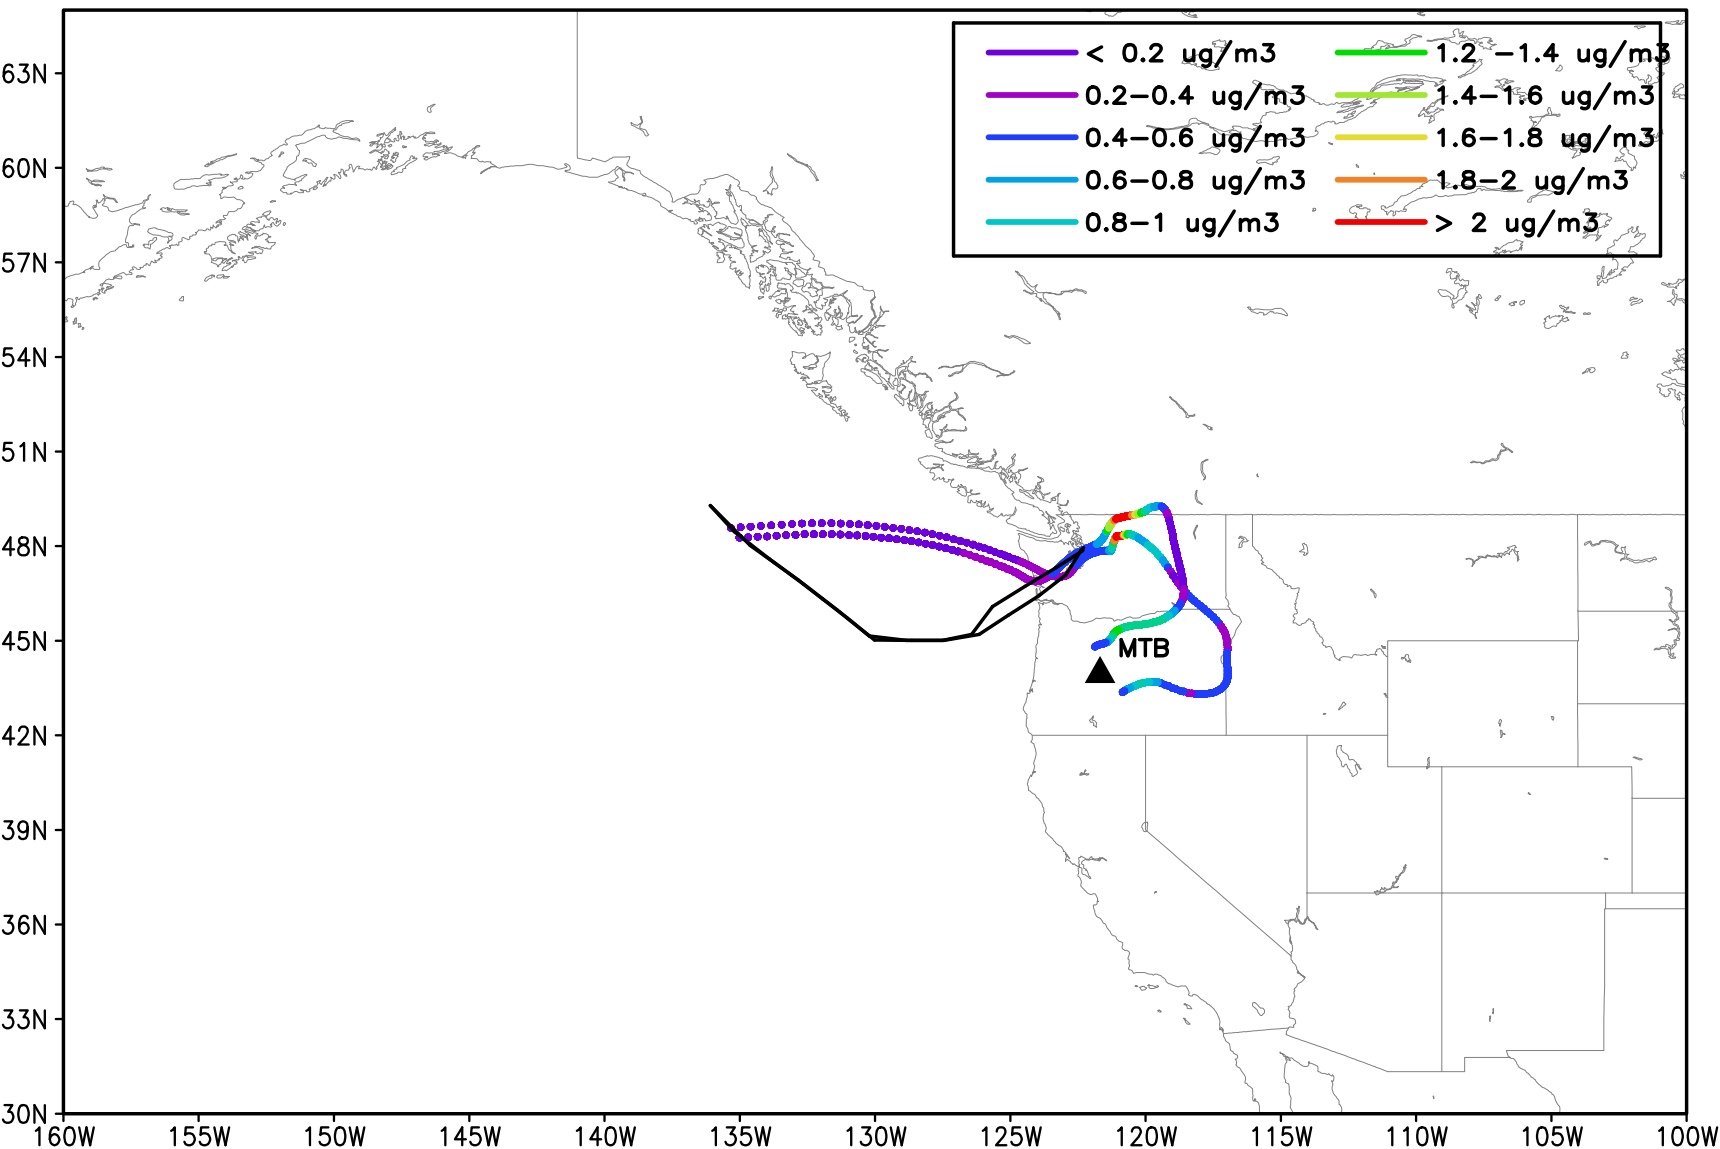 < 0.2 ug/m3
0.2-0.4 ug/m3
0.4-0.6 ug/m3
0.6-0.8 ug/m3
0.8-1 ug/m3
1.2 -1.4 ug/m3
1.4-1.6 ug/m3
1.6-1.8 ug/m3
1.8-2 ug/m3
> 2 ug/m3
63N
60N
57N
54N
51N
48N
45N
42N
39N
36N
33N
30N
MTB
160W 155W 150W 145W 140W 135W 130W 125W 120W 115W 110W 105W 100W